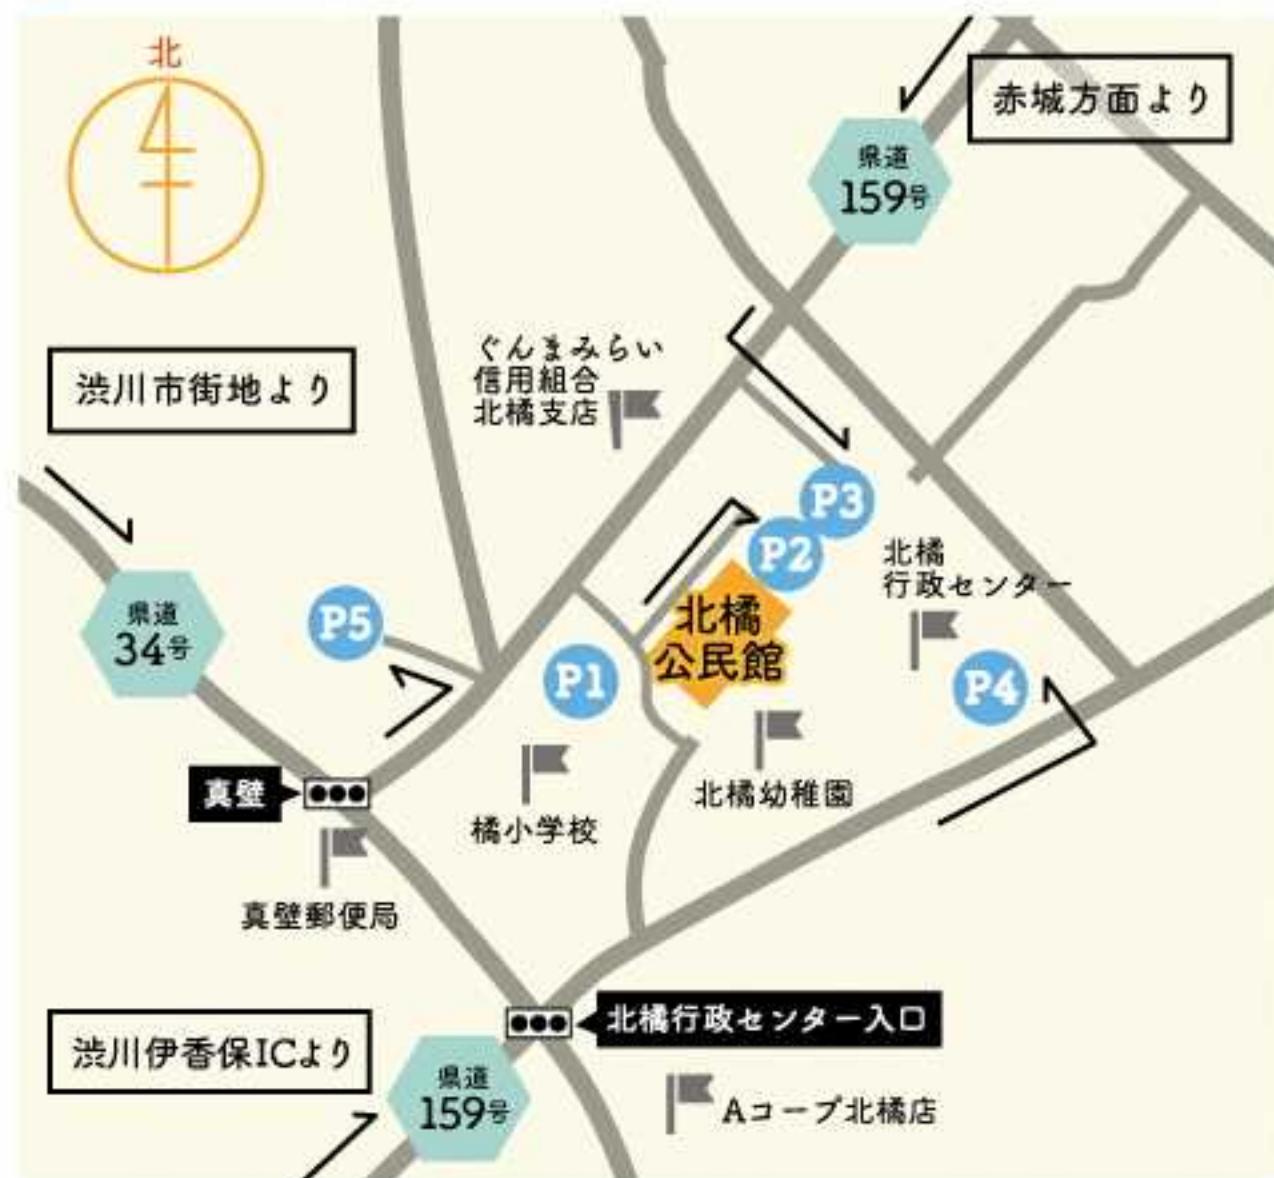 北
赤城方面より
県道
159号
渋川市街地より
ぐんまみらい
信用組合
北橘支店
P3
P2
北橘
行政センター
県道
34号
P5
北橘
公民館
P1
P4
真壁
北橘幼稚園
橘小学校
真壁郵便局
北橘行政センター入口
渋川伊香保ICより
県道
159号
Aコープ北橘店